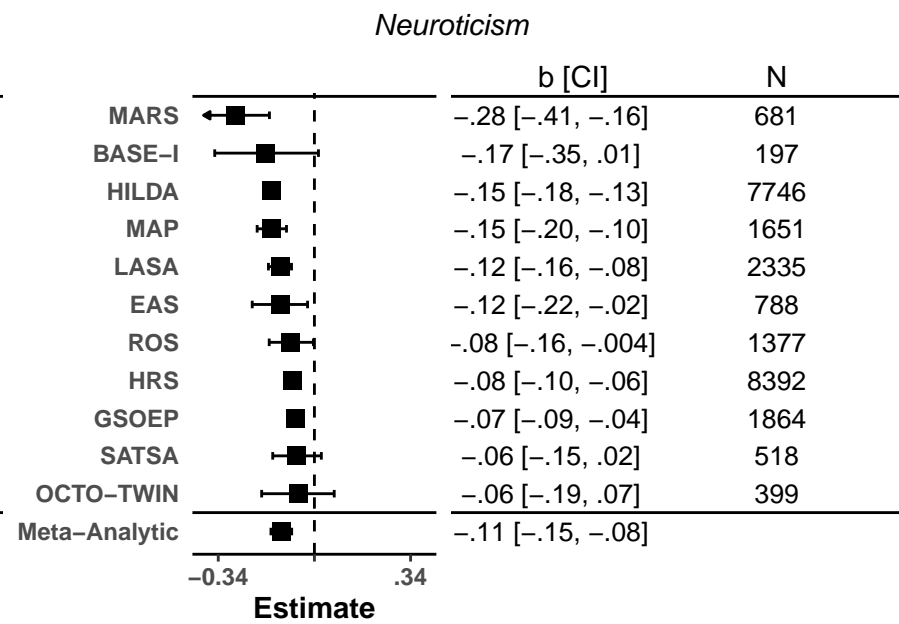 Neuroticism
b [CI] N
MARS −.28 [−.41, −.16] 681
BASE−I −.17 [−.35, .01] 197
HILDA −.15 [−.18, −.13] 7746
MAP −.15 [−.20, −.10] 1651
LASA −.12 [−.16, −.08] 2335
EAS −.12 [−.22, −.02] 788
ROS −.08 [−.16, −.004] 1377
HRS −.08 [−.10, −.06] 8392
GSOEP −.07 [−.09, −.04] 1864
SATSA −.06 [−.15, .02] 518
OCTO−TWIN −.06 [−.19, .07] 399
Meta−Analytic −.11 [−.15, −.08]
−0.34 .34
Estimate